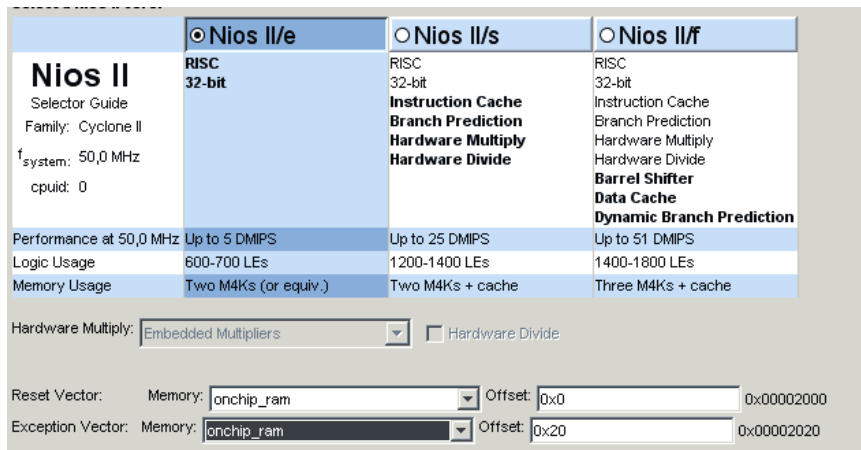 Nios II/e Nios II/s Nios II/f
Nios II
Selector Guide
Family: Cyclone II
fsystem: 50,0 MHz
cpuid: 0
RISC
32-bit
RISC
32-bit
Instruction Cache
Branch Prediction
Hardware Multiply
Hardware Divide
RISC
32-bit
Instruction Cache
Branch Prediction
Hardware Multiply
Hardware Divide
Barrel Shifter
Data Cache
Dynamic Branch Prediction
Performance at 50,0 MHz Up to 5 DMIPS Up to 25 DMIPS Up to 51 DMIPS
Logic Usage 600-700 LEs 1200-1400 LEs 1400-1800 LEs
Memory Usage Two M4Ks (or equiv.) Two M4Ks + cache Three M4Ks + cache
Hardware Multiply: Embedded Multipliers Hardware Divide
Reset Vector: Memory: onchip_ram Offset: 0x0 0x00002000
Exception Vector: Memory: onchip_ram Offset: 0x20 0x00002020